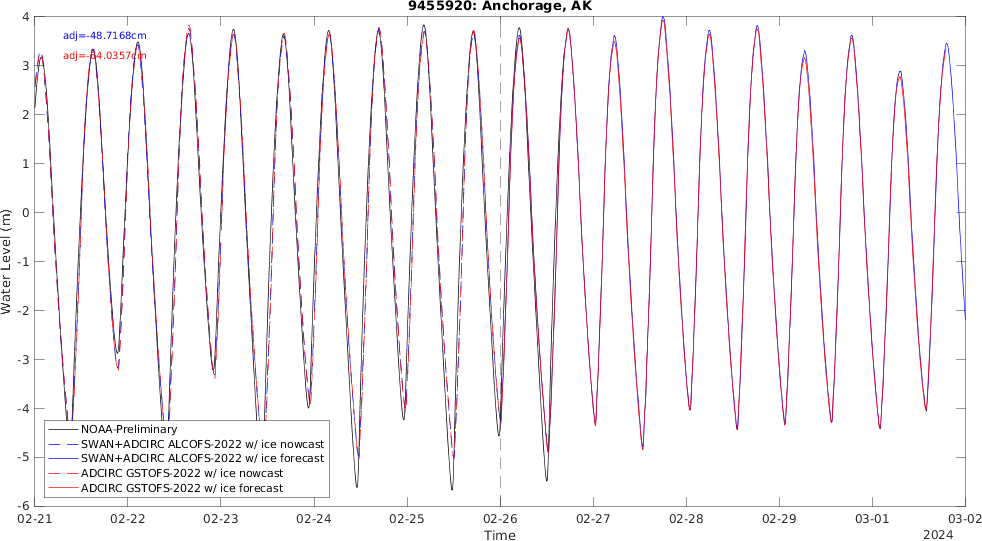 9455920: Anchorage, AK
adj=-48.7168cm
adj=-64.0357cm
Water Level (m)
4
3
2
1
0
-1
-2
-3
-4
-5
-6
NOAA-Preliminary
SWAN+ADCIRC ALCOFS-2022 w/ ice nowcast
SWAN+ADCIRC ALCOFS-2022 w/ ice forecast
ADCIRC GSTOFS-2022 w/ ice nowcast
ADCIRC GSTOFS-2022 w/ ice forecast
02-21 02-22 02-23 02-24 02-25 02-26 02-27 02-28 02-29 03-01 03-02
Time
2024